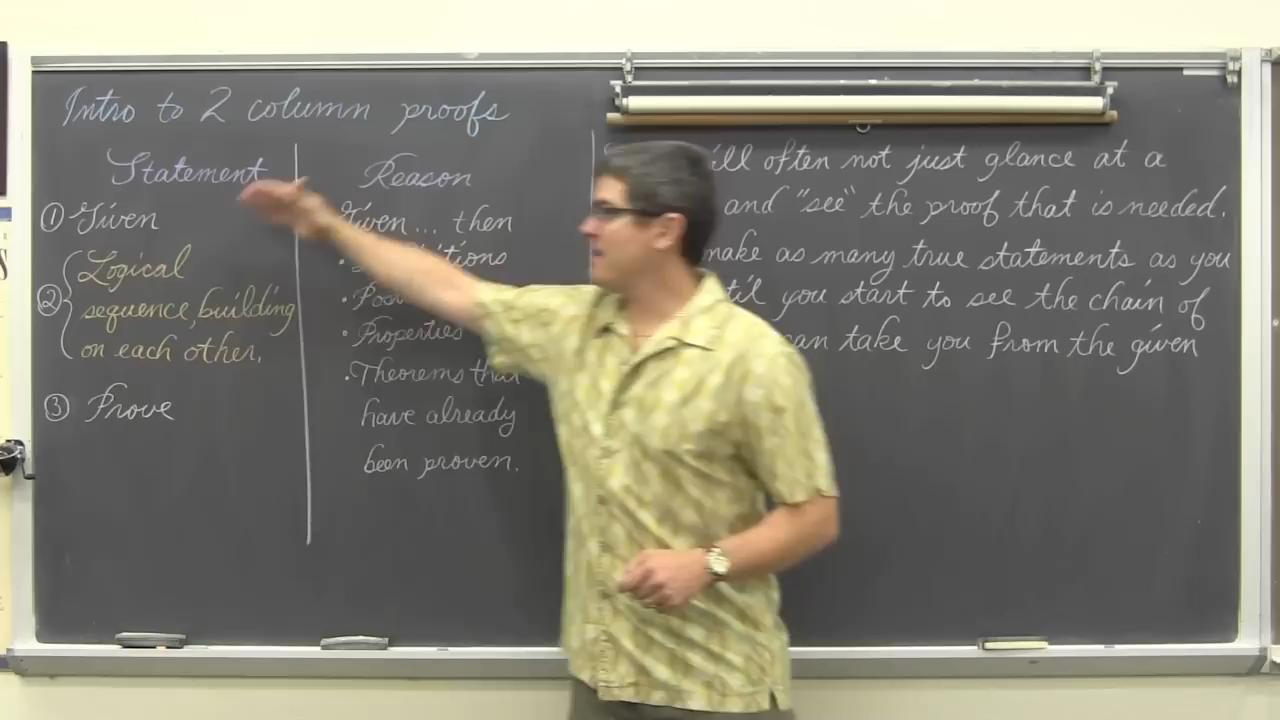 Intro to 2 column proofs
Statement
① Given
② Logical
sequence, building
on each other.
③ Prove
Reason
Given... then
•
•
• Properties
• Theorems that
have already
been proven.
often not just glance at a
and "see" the proof that is needed.
make as many true statements as you
you start to see the chain of
can take you from the given